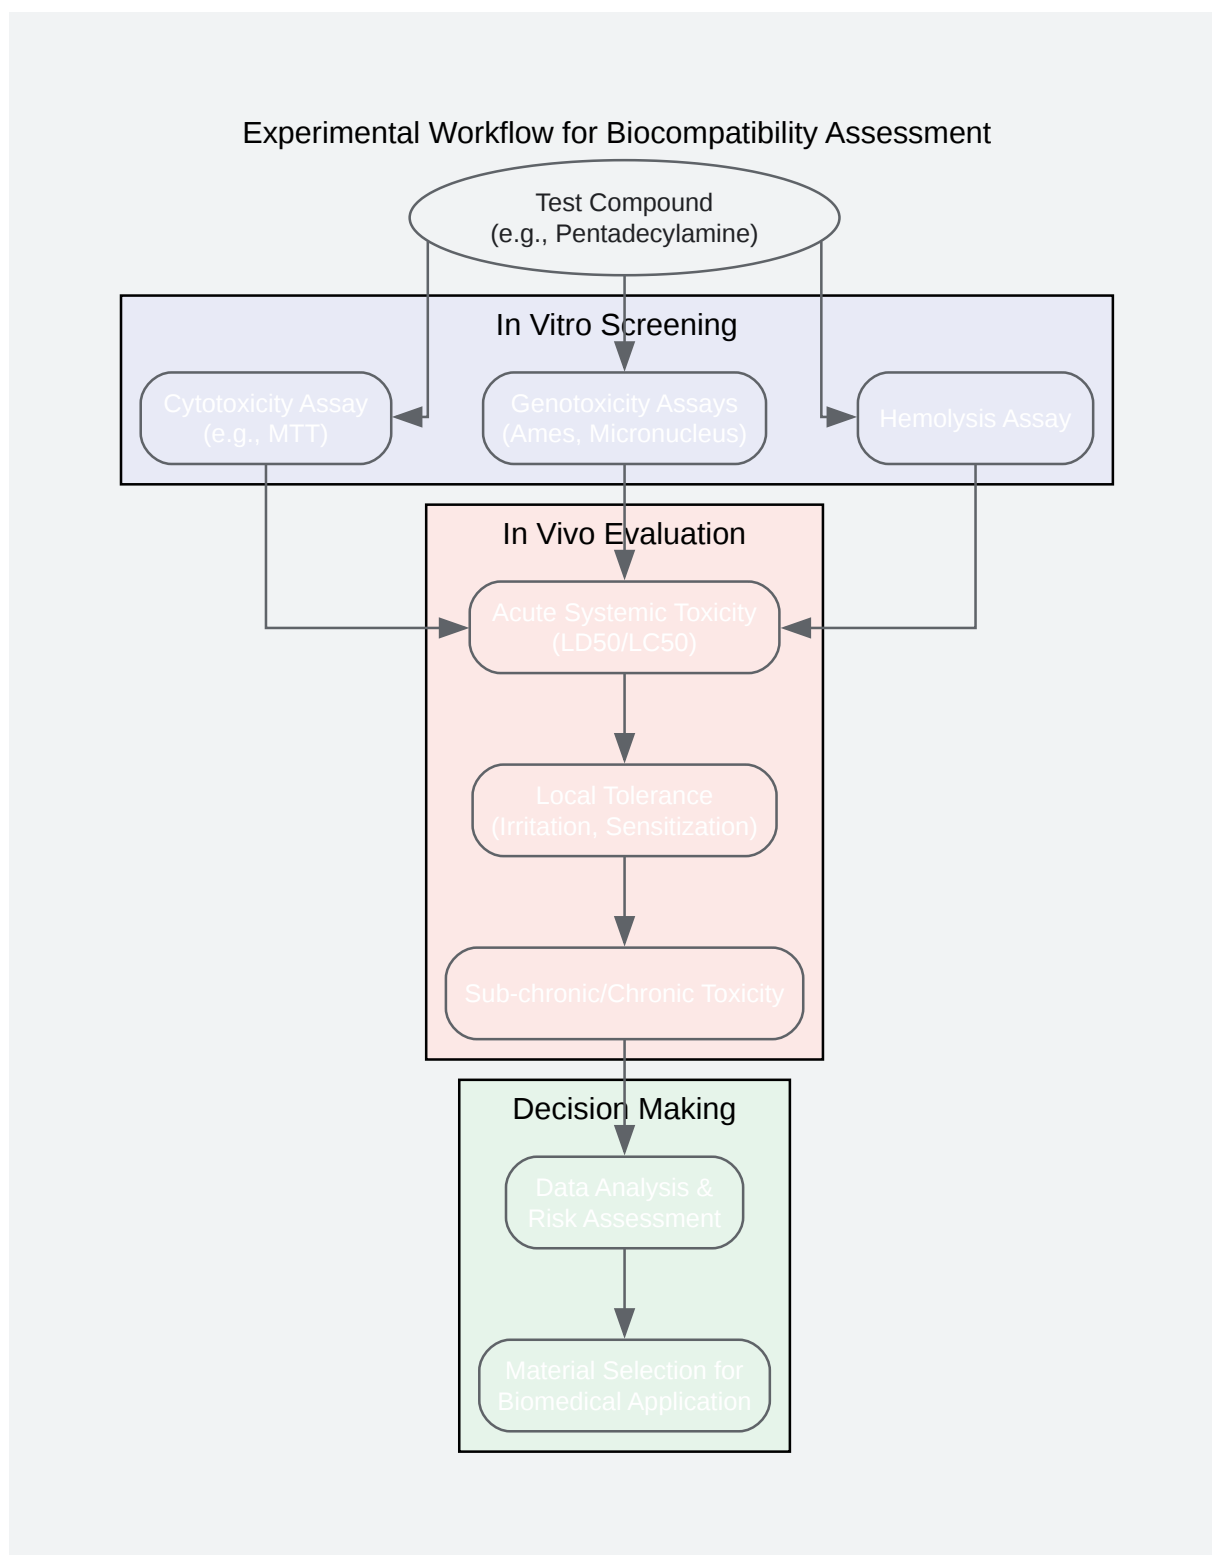 Experimental Workflow for Biocompatibility Assessment
Test Compound
(e.g., Pentadecylamine)
In Vitro Screening
Cytotoxicity Assay
(e.g., MTT)
Genotoxicity Assays
(Ames, Micronucleus)
Hemolysis Assay
In Vivo Evaluation
Acute Systemic Toxicity
(LD50/LC50)
Local Tolerance
(Irritation, Sensitization)
Sub-chronic/Chronic Toxicity
Decision Making
Data Analysis &
Risk Assessment
Material Selection for
Biomedical Application